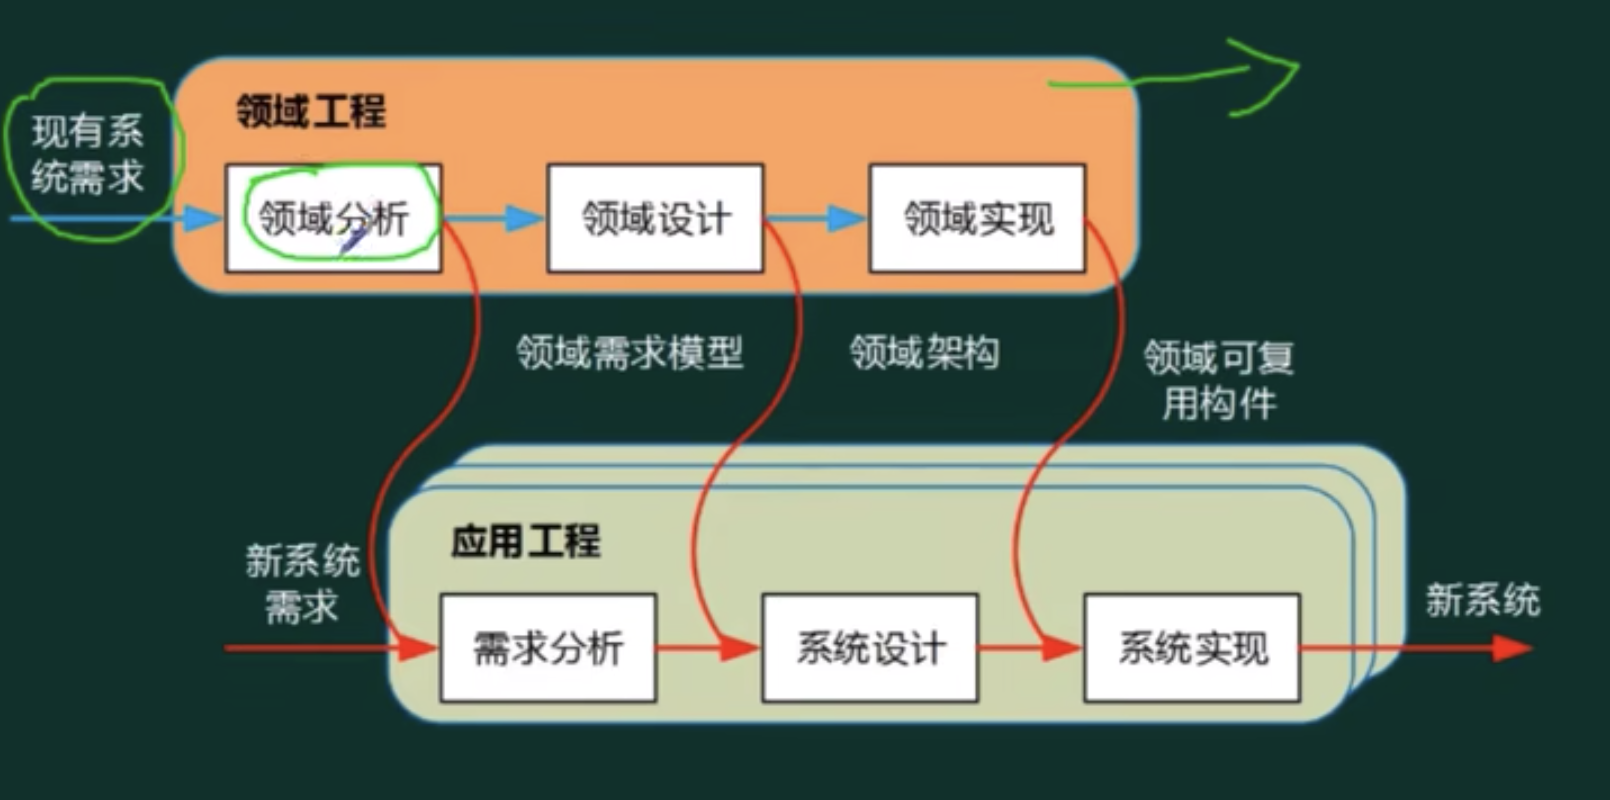 领域工程
现有系
统需求
领域分析
领域设计
领域实现
领域需求模型
领域架构
领域可复
用构件
应用工程
新系统
需求
需求分析
系统设计
系统实现
新系统